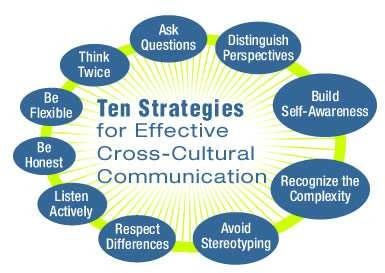 Ten Strategies
for Effective
Cross-Cultural
Communication
Ask
Questions
Distinguish
Perspectives
Build
Self-Awareness
Recognize the
Complexity
Avoid
Stereotyping
Respect
Differences
Listen
Actively
Be
Honest
Be
Flexible
Think
Twice